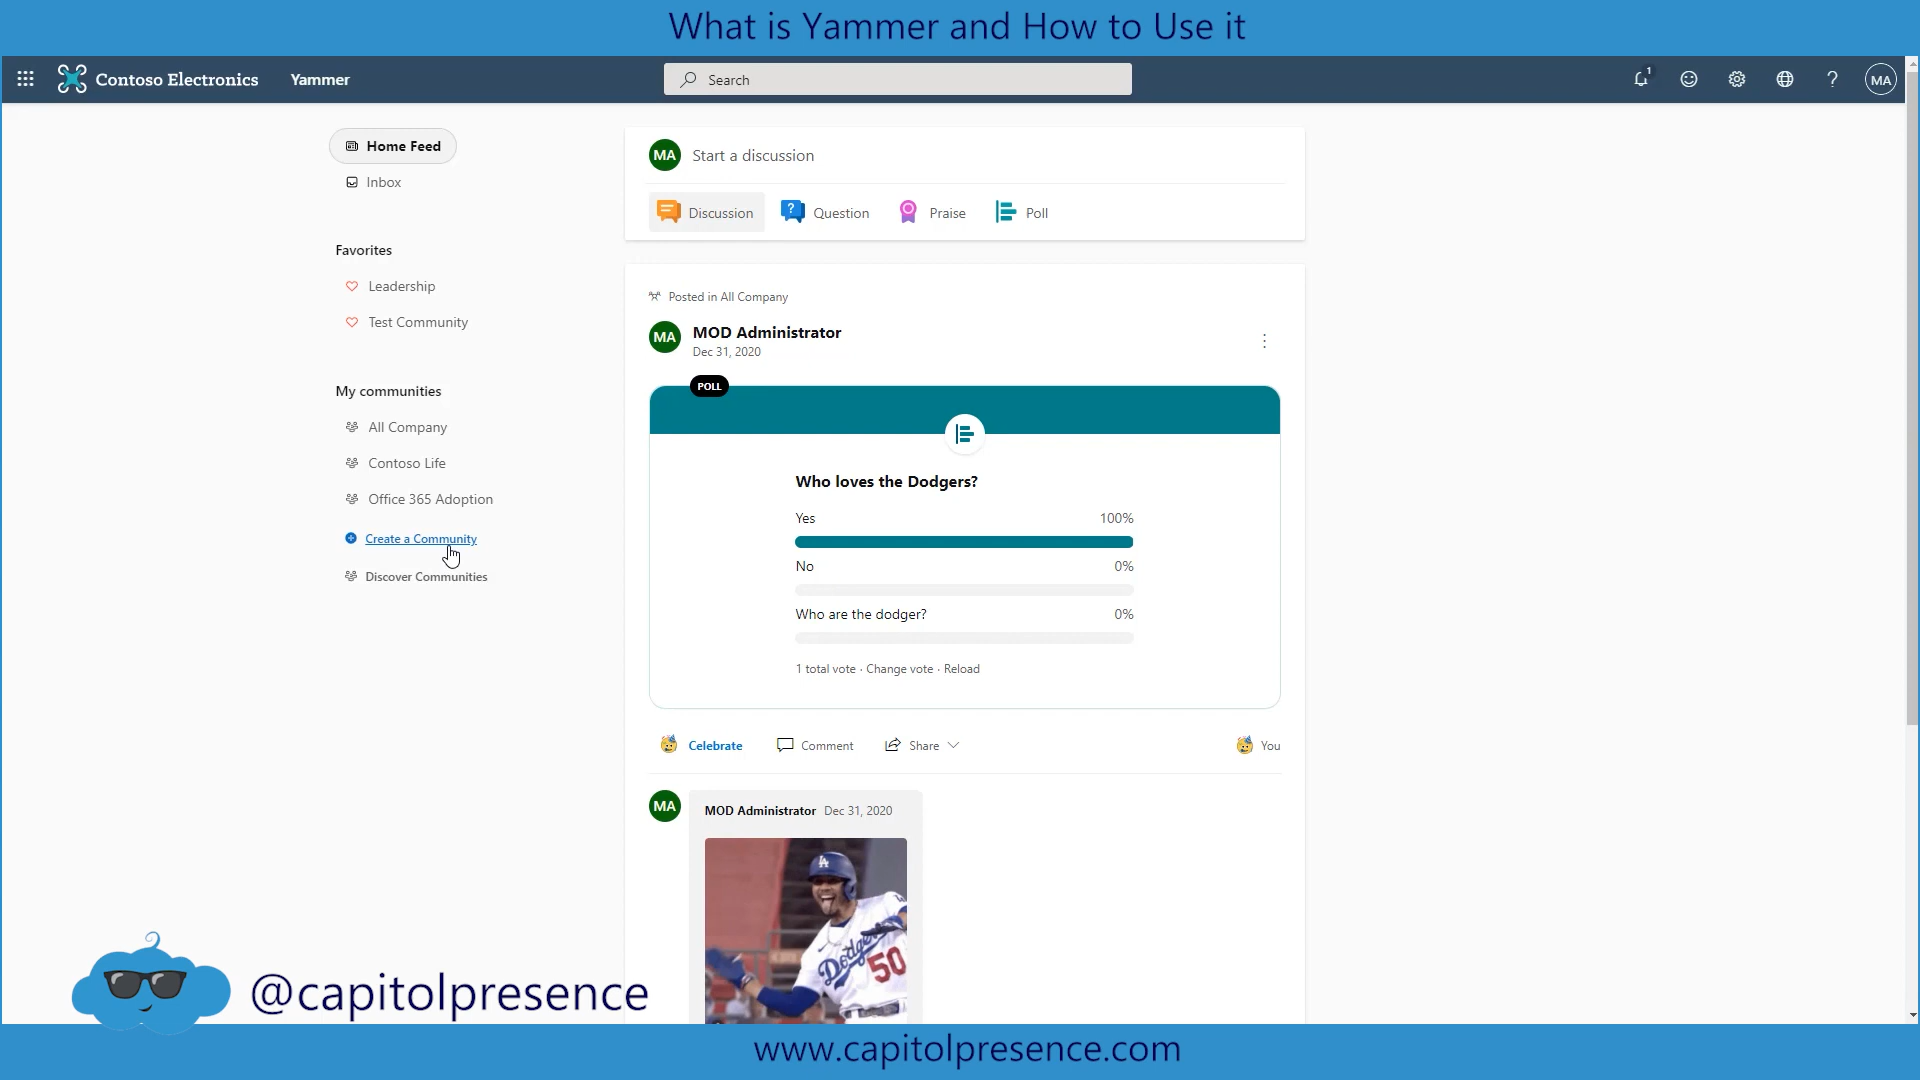 What is Yammer and How to Use it
Contoso Electronics Yammer Search 1 ? MA
Home Feed
Inbox
Favorites
Leadership
Test Community
My communities
All Company
Contoso Life
Office 365 Adoption
Create a Community
Discover Communities
MA Start a discussion
Discussion Question Praise Poll
Posted in All Company
MA MOD Administrator
Dec 31, 2020
POLL
Who loves the Dodgers?
Yes 100%
No 0%
Who are the dodger? 0%
1 total vote · Change vote · Reload
Celebrate Comment Share You
MA MOD Administrator Dec 31, 2020
LA
Dodgers
50
@capitolpresence
www.capitolpresence.com